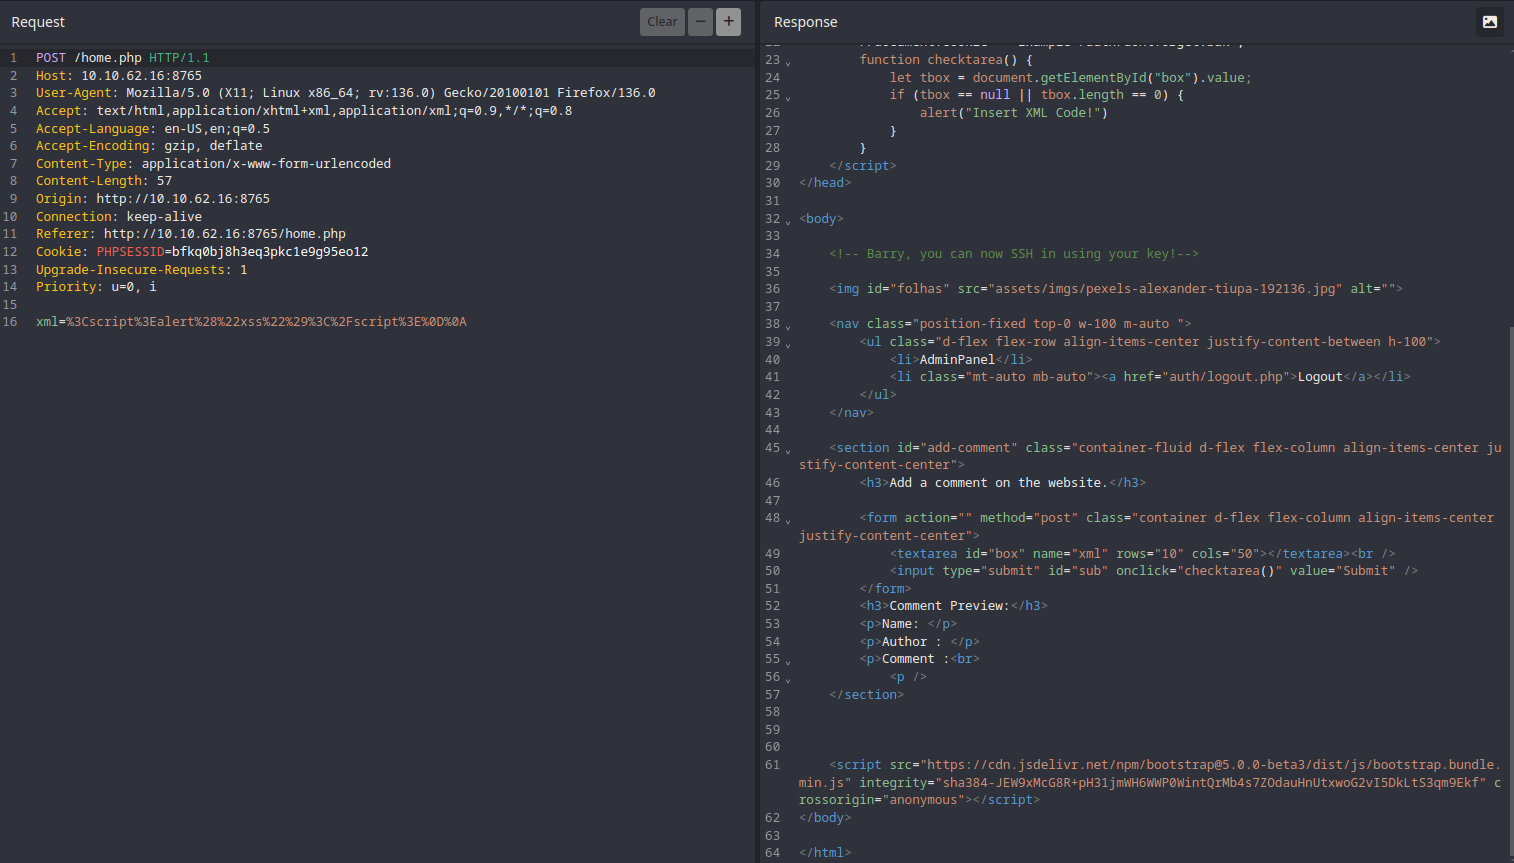 Request
Clear
−
+
1 POST /home.php HTTP/1.1
2 Host: 10.10.62.16:8765
3 User-Agent: Mozilla/5.0 (X11; Linux x86_64; rv:136.0) Gecko/20100101 Firefox/136.0
4 Accept: text/html,application/xhtml+xml,application/xml;q=0.9,*/*;q=0.8
5 Accept-Language: en-US,en;q=0.5
6 Accept-Encoding: gzip, deflate
7 Content-Type: application/x-www-form-urlencoded
8 Content-Length: 57
9 Origin: http://10.10.62.16:8765
10 Connection: keep-alive
11 Referer: http://10.10.62.16:8765/home.php
12 Cookie: PHPSESSID=bfkq0bj8h3eq3pkc1e9g95eo12
13 Upgrade-Insecure-Requests: 1
14 Priority: u=0, i
15
16 xml=%3Cscript%3Ealert%28%22xss%22%29%3C%2Fscript%3E%0D%0A
Response
23 function checktarea() {
24 let tbox = document.getElementById("box").value;
25 if (tbox == null || tbox.length == 0) {
26 alert("Insert XML Code!")
27 }
28 }
29 </script>
30 </head>
31
32 <body>
33
34 <!-- Barry, you can now SSH in using your key!-->
35
36 <img id="folhas" src="assets/imgs/pexels-alexander-tiupa-192136.jpg" alt="">
37
38 <nav class="position-fixed top-0 w-100 m-auto ">
39 <ul class="d-flex flex-row align-items-center justify-content-between h-100">
40 <li>AdminPanel</li>
41 <li class="mt-auto mb-auto"><a href="auth/logout.php">Logout</a></li>
42 </ul>
43 </nav>
44
45 <section id="add-comment" class="container-fluid d-flex flex-column align-items-center ju
stify-content-center">
46 <h3>Add a comment on the website.</h3>
47
48 <form action="" method="post" class="container d-flex flex-column align-items-center
justify-content-center">
49 <textarea id="box" name="xml" rows="10" cols="50"></textarea><br />
50 <input type="submit" id="sub" onclick="checktarea()" value="Submit" />
51 </form>
52 <h3>Comment Preview:</h3>
53 <p>Name: </p>
54 <p>Author : </p>
55 <p>Comment :<br>
56 <p />
57 </section>
58
59
60
61 <script src="https://cdn.jsdelivr.net/npm/bootstrap@5.0.0-beta3/dist/js/bootstrap.bundle.
min.js" integrity="sha384-JEW9xMcG8R+pH31jmWH6WWP0WintQrMb4s7ZOdauHnUtxwoG2vI5DkLtS3qm9Ekf" c
rossorigin="anonymous"></script>
62 </body>
63
64 </html>